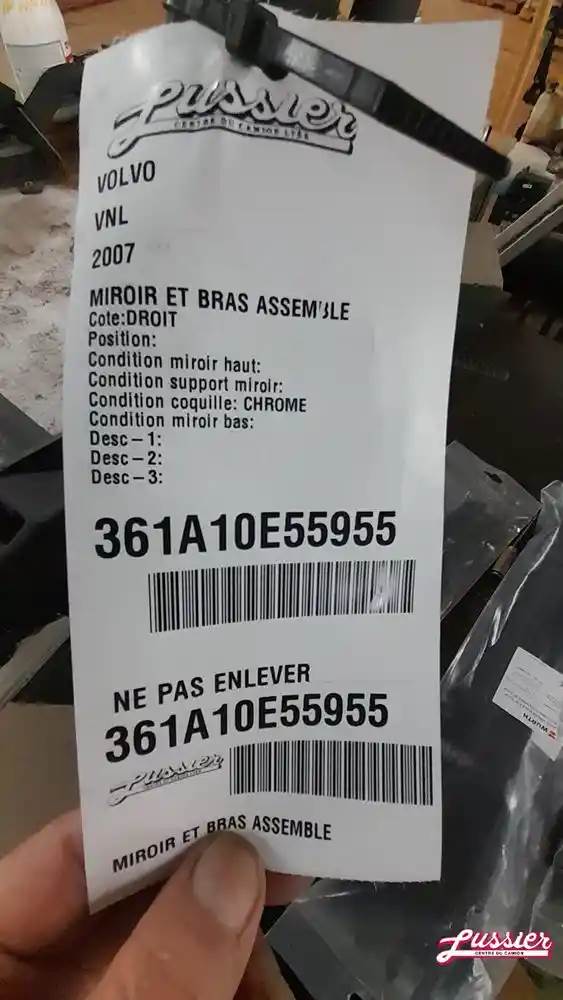 Lussier
CENTRE DU CAMION LTÉE
VOLVO
VNL
2007
MIROIR ET BRAS ASSEMBLE
Cote:DROIT
Position:
Condition miroir haut:
Condition support miroir:
Condition coquille: CHROME
Condition miroir bas:
Desc-1:
Desc-2:
Desc-3:
361A10E55955
NE PAS ENLEVER
361A10E55955
Lussier
MIROIR ET BRAS ASSEMBLE
WURTH
Lussier
CENTRE DU CAMION